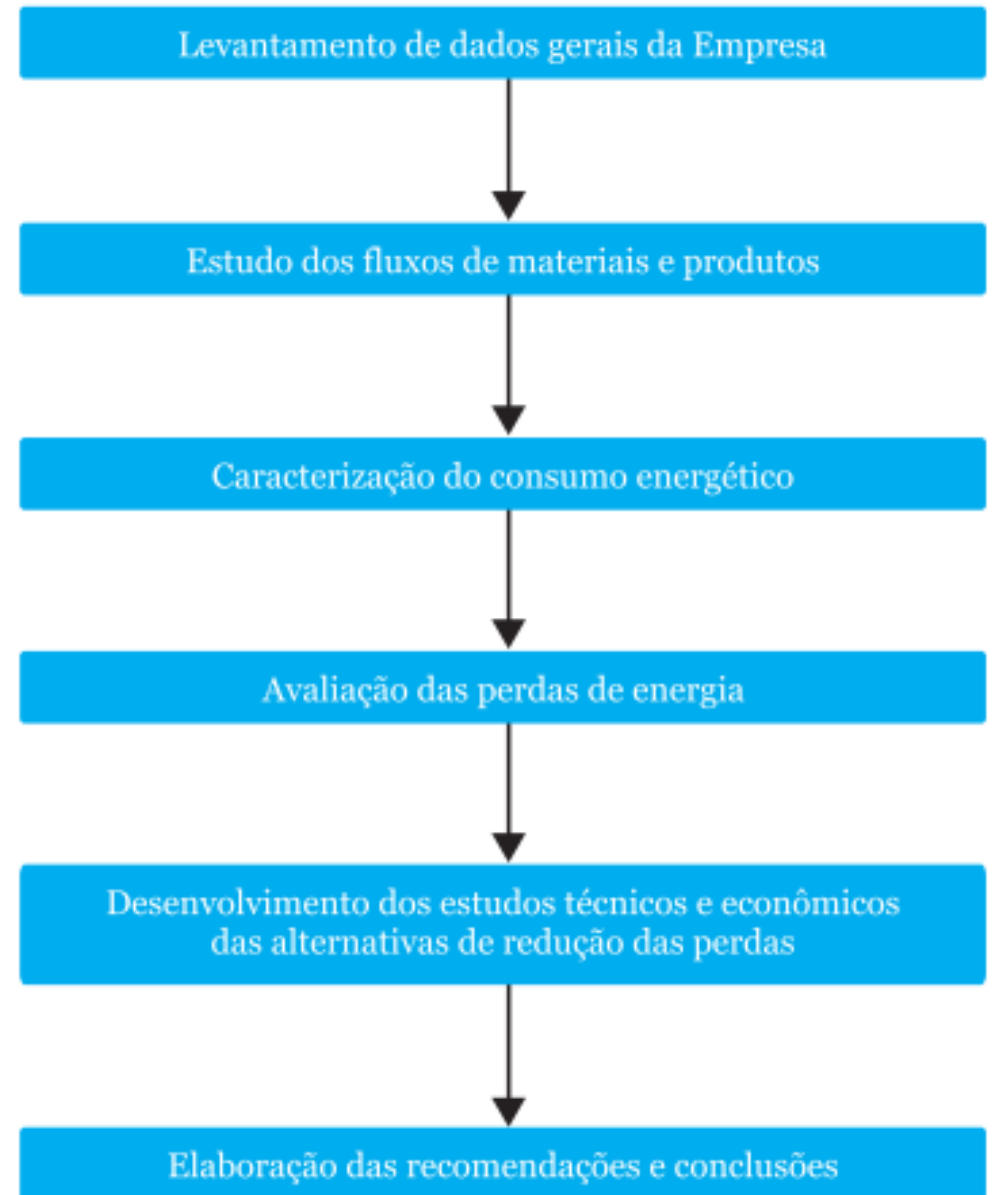 Levantamento de dados gerais da Empresa
Estudo dos fluxos de materiais e produtos
Caracterização do consumo energético
Avaliação das perdas de energia
Desenvolvimento dos estudos técnicos e econômicos
das alternativas de redução das perdas
Elaboração das recomendações e conclusões